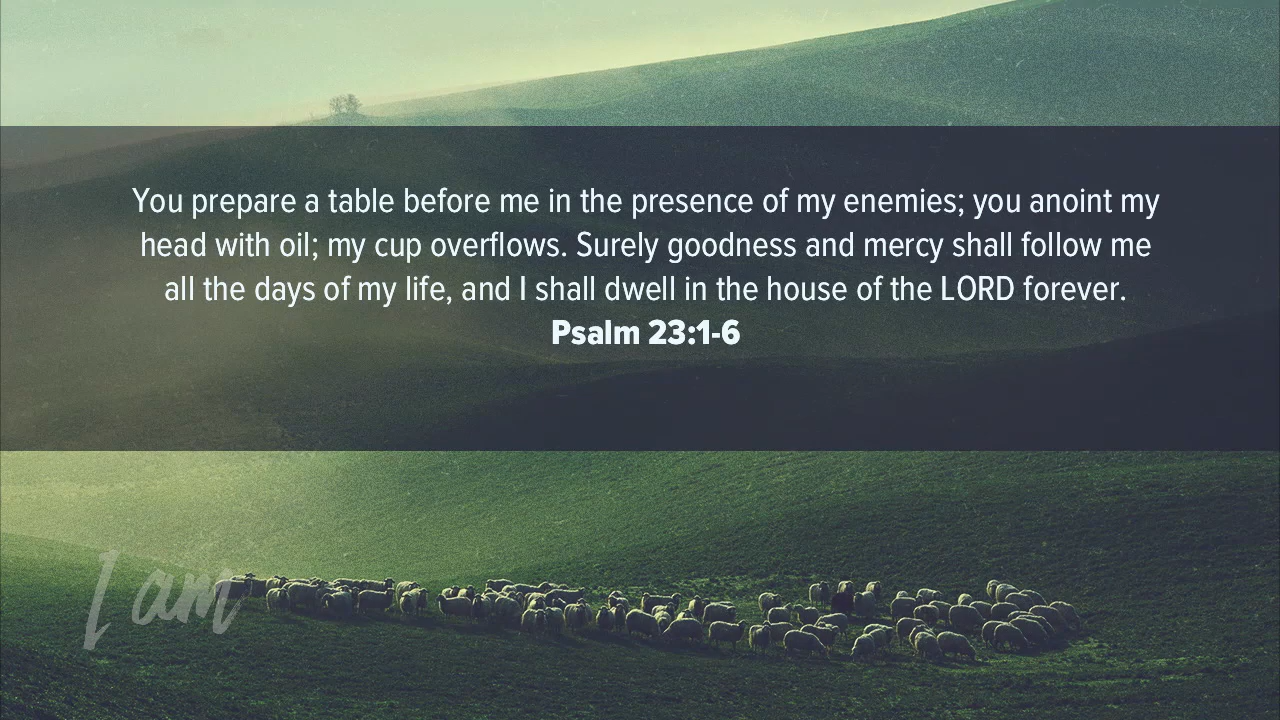 You prepare a table before me in the presence of my enemies; you anoint my
head with oil; my cup overflows. Surely goodness and mercy shall follow me
all the days of my life, and I shall dwell in the house of the LORD forever.
Psalm 23:1-6
I am